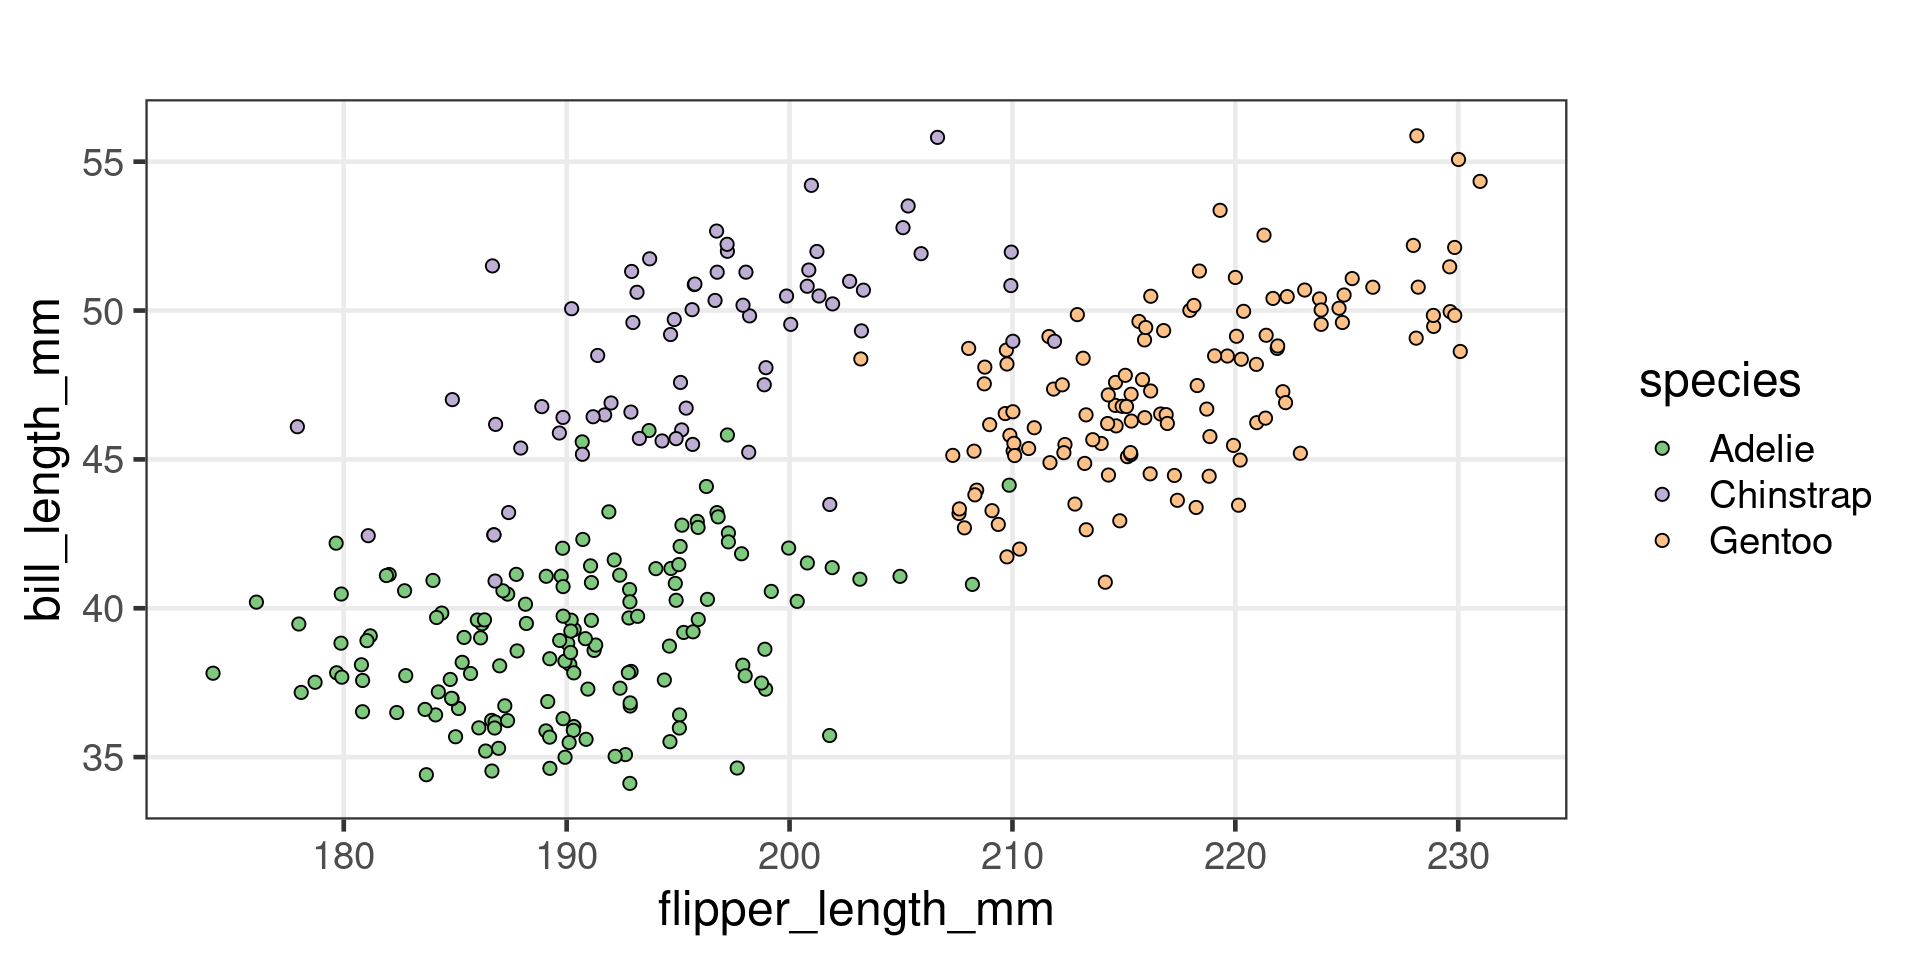 bill_length_mm
55
50
45
40
35
180 190 200 210 220 230
flipper_length_mm
species
Adelie
Chinstrap
Gentoo